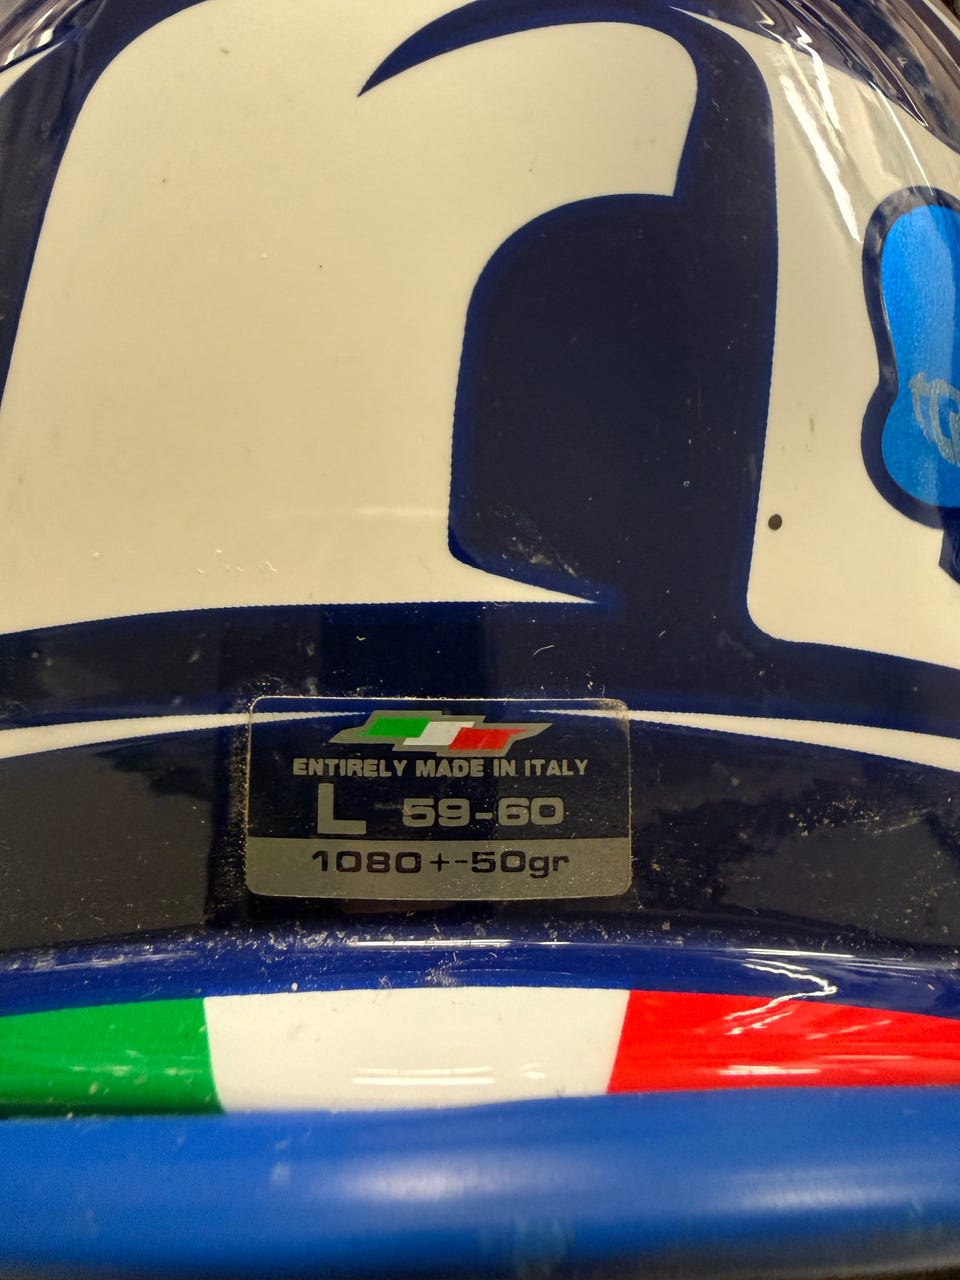 ENTIRELY MADE IN ITALY
L 59-60
1080+-50gr